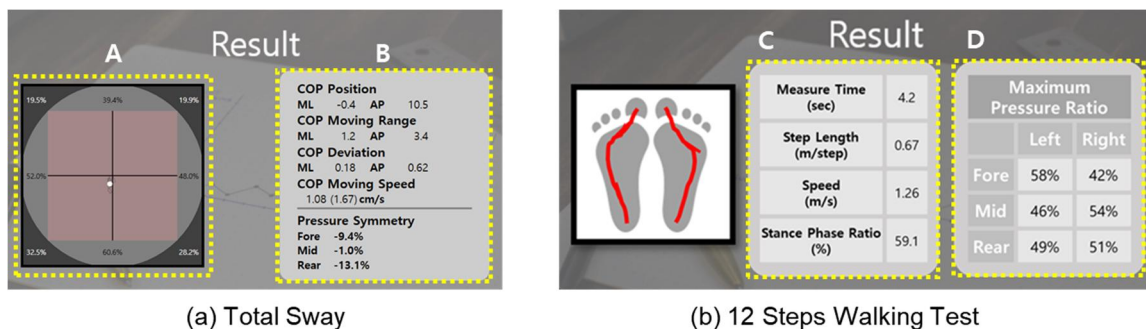 A
Result
B
19.5% 39.4% 19.9%
52.0% 48.0%
32.5% 60.6% 28.2%
COP Position
ML -0.4 AP 10.5
COP Moving Range
ML 1.2 AP 3.4
COP Deviation
ML 0.18 AP 0.62
COP Moving Speed
1.08 (1.67) cm/s
Pressure Symmetry
Fore -9.4%
Mid -1.0%
Rear -13.1%
(a) Total Sway
C
Result
D
Measure Time
(sec)
4.2
Step Length
(m/step)
0.67
Speed
(m/s)
1.26
Stance Phase Ratio
(%)
59.1
Maximum
Pressure Ratio
Left Right
Fore 58% 42%
Mid 46% 54%
Rear 49% 51%
(b) 12 Steps Walking Test